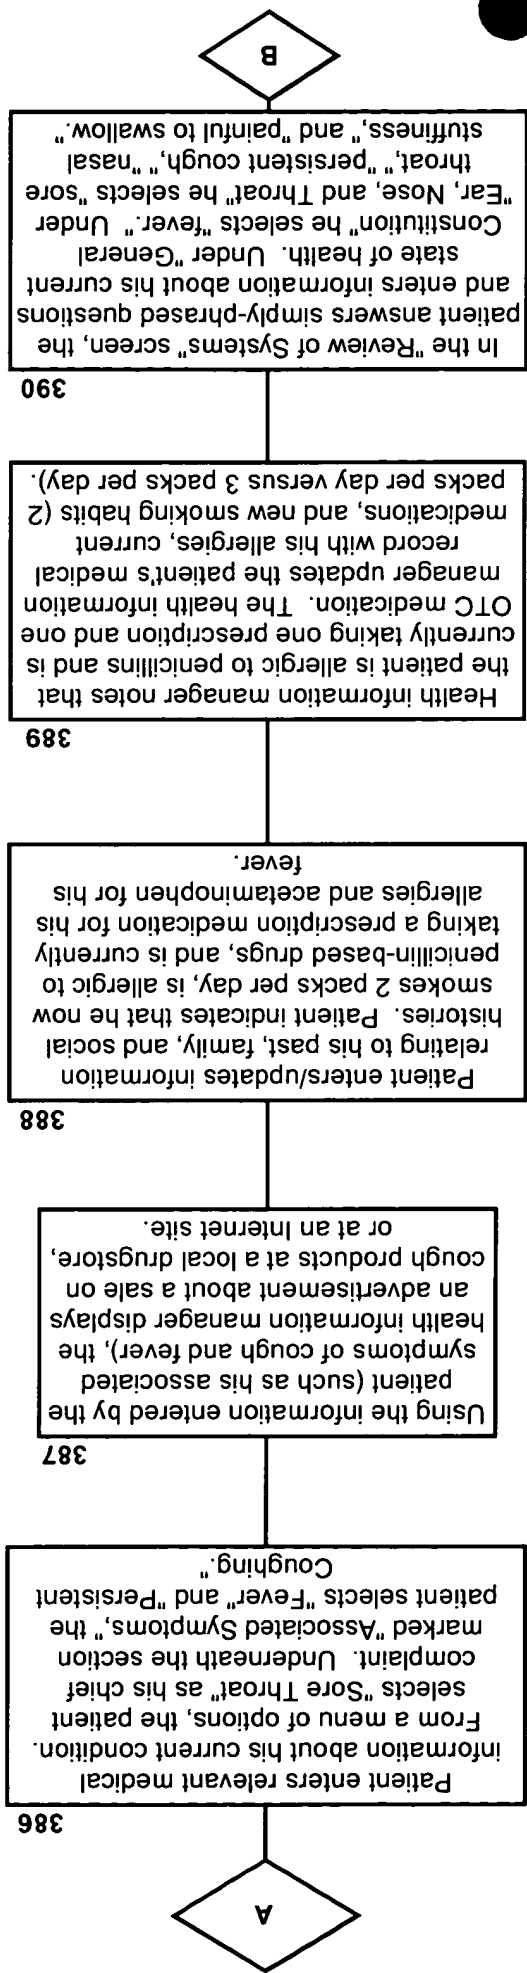 A
386
Patient enters relevant medical
information about his current condition.
From a menu of options, the patient
selects "Sore Throat" as his chief
complaint. Underneath the section
marked "Associated Symptoms," the
patient selects "Fever" and "Persistent
Coughing."
387
Using the information entered by the
patient (such as his associated
symptoms of cough and fever), the
health information manager displays
an advertisement about a sale on
cough products at a local drugstore,
or at an Internet site.
388
Patient enters/updates information
relating to his past, family, and social
histories. Patient indicates that he now
smokes 2 packs per day, is allergic to
penicillin-based drugs, and is currently
taking a prescription medication for his
allergies and acetaminophen for his
fever.
389
Health information manager notes that
the patient is allergic to penicillins and is
currently taking one prescription and one
OTC medication. The health information
manager updates the patient's medical
record with his allergies, current
medications, and new smoking habits (2
packs per day versus 3 packs per day).
390
In the "Review of Systems" screen, the
patient answers simply-phrased questions
and enters information about his current
state of health. Under "General
Constitution" he selects "fever." Under
"Ear, Nose, and Throat" he selects "sore
throat," "persistent cough," "nasal
stuffiness," and "painful to swallow."
B